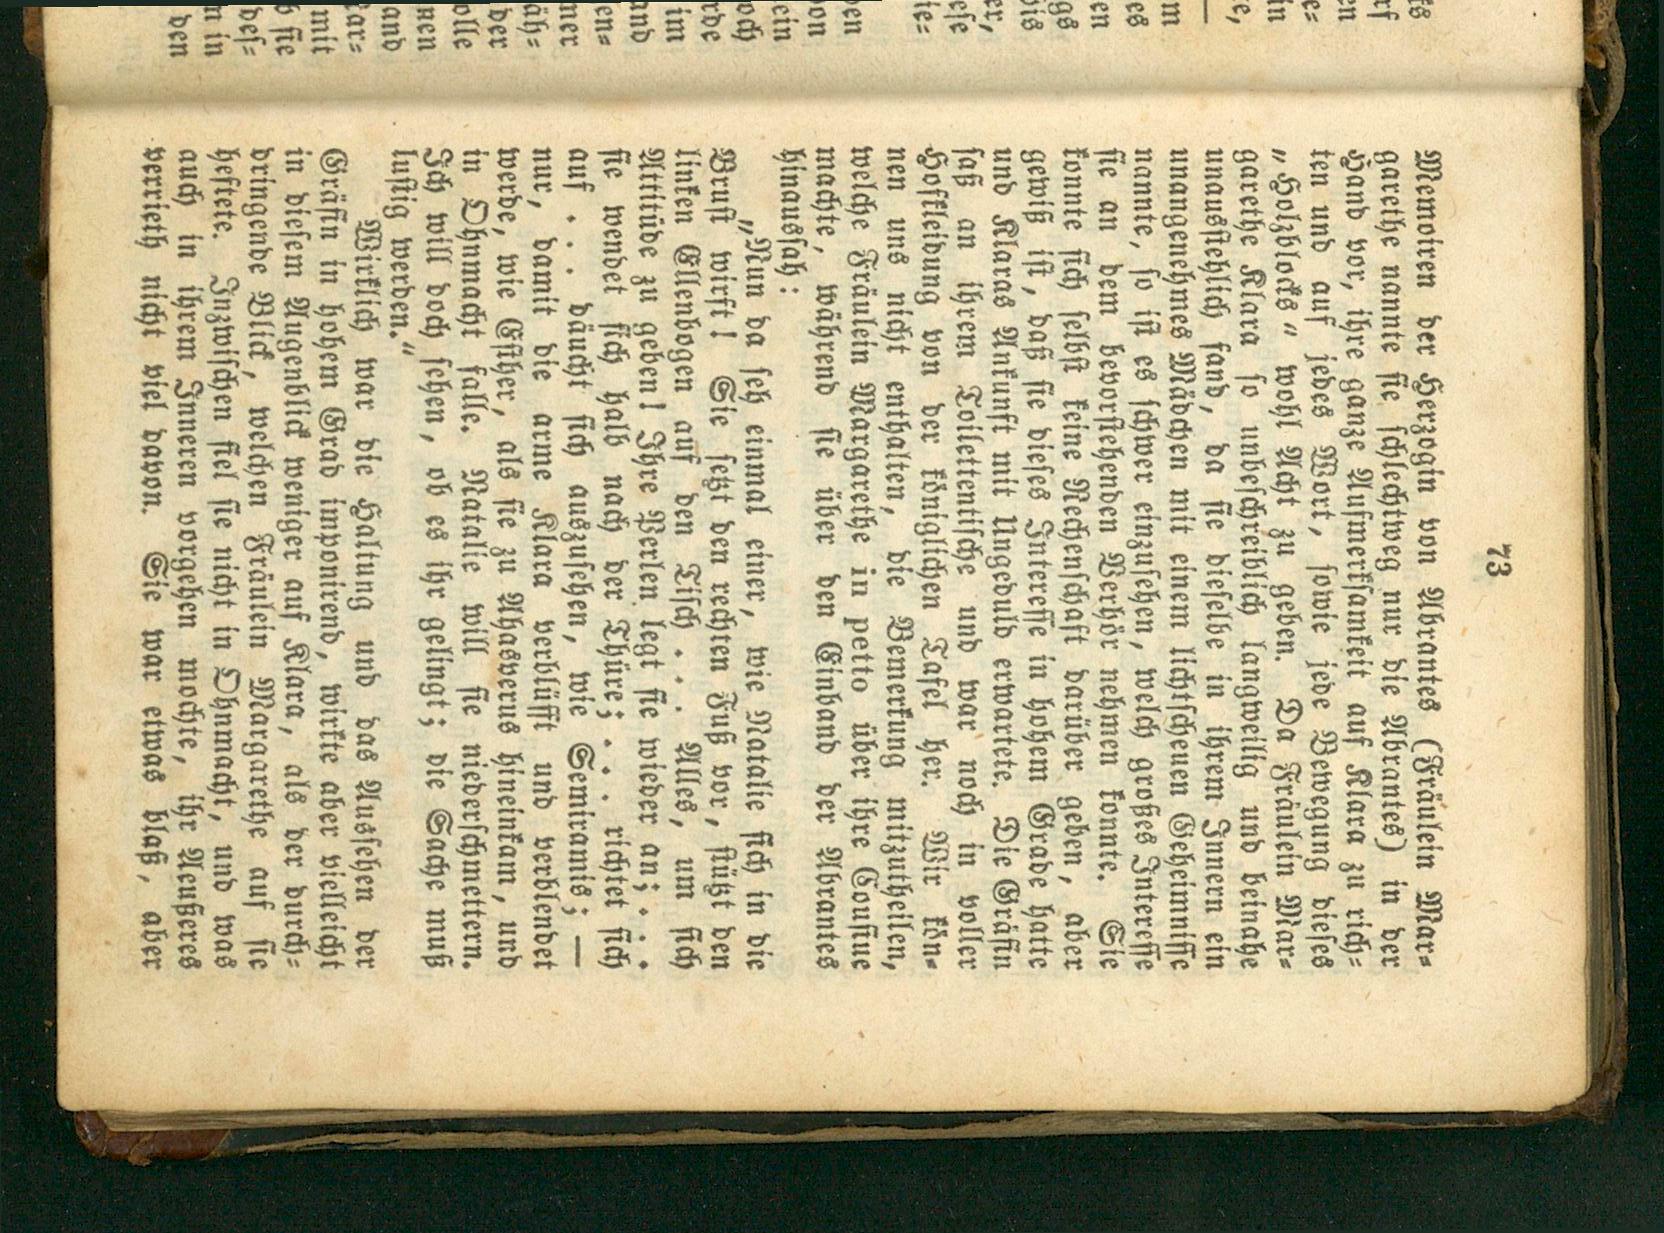 73
Memoiren der Herzogin von Abrantes (Fräulein Mar-
garethe nannte sie schlechtweg nur die Abrantes) in der
Hand vor, ihre ganze Aufmerksamkeit auf Klara zu rich-
ten und auf jedes Wort, sowie jede Bewegung dieses
„Holzblocks" wohl Acht zu geben. Da Fräulein Mar-
garethe Klara so unbeschreiblich langweilig und beinahe
unausstehlich fand, da sie dieselbe in ihrem Innern ein
unangenehmes Mädchen mit einem lichtscheuen Geheimnisse
nannte, so ist es schwer einzusehen, welch großes Interesse
sie an dem bevorstehenden Verhör nehmen konnte. Sie
konnte sich selbst keine Rechenschaft darüber geben, aber
gewiß ist, daß sie dieses Interesse in hohem Grade hatte
und Klaras Ankunft mit Ungeduld erwartete. Die Gräfin
saß an ihrem Toilettentische und war noch in voller
Hofkleidung von der königlichen Tafel her. Wir kön-
nen uns nicht enthalten, die Bemerkung mitzutheilen,
welche Fräulein Margarethe in petto über ihre Cousine
machte, während sie über den Einband der Abrantes
hinaussah:
„Nun da seh einmal einer, wie Natalie sich in die
Brust wirft! Sie setzt den rechten Fuß vor, stützt den
linken Ellenbogen auf den Tisch . . . Alles, um sich
Attitüde zu geben! Ihre Perlen legt sie wieder an; . . .
sie wendet sich halb nach der Thüre; . . . richtet sich
auf . . . däucht sich auszusehen, wie Semiramis; —
nur, damit die arme Klara verblüfft und verblendet
werde, wie Esther, als sie zu Ahasverus hineinkam, und
in Ohnmacht falle. Natalie will sie niederschmettern.
Ich will doch sehen, ob es ihr gelingt; die Sache muß
lustig werden."
Wirklich war die Haltung und das Aussehen der
Gräfin in hohem Grad imponirend, wirkte aber vielleicht
in diesem Augenblick weniger auf Klara, als der durch-
dringende Blick, welchen Fräulein Margarethe auf sie
heftete. Inzwischen fiel sie nicht in Ohnmacht, und was
auch in ihrem Inneren vorgehen mochte, ihr Aeußeres
verrieth nicht viel davon. Sie war etwas blaß, aber